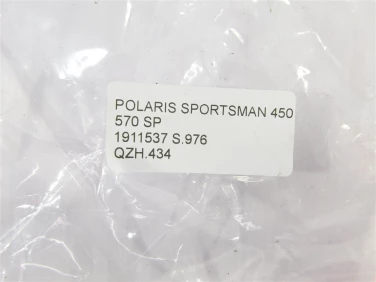 POLARIS SPORTSMAN 450
570 SP
1911537 S.976
QZH.434